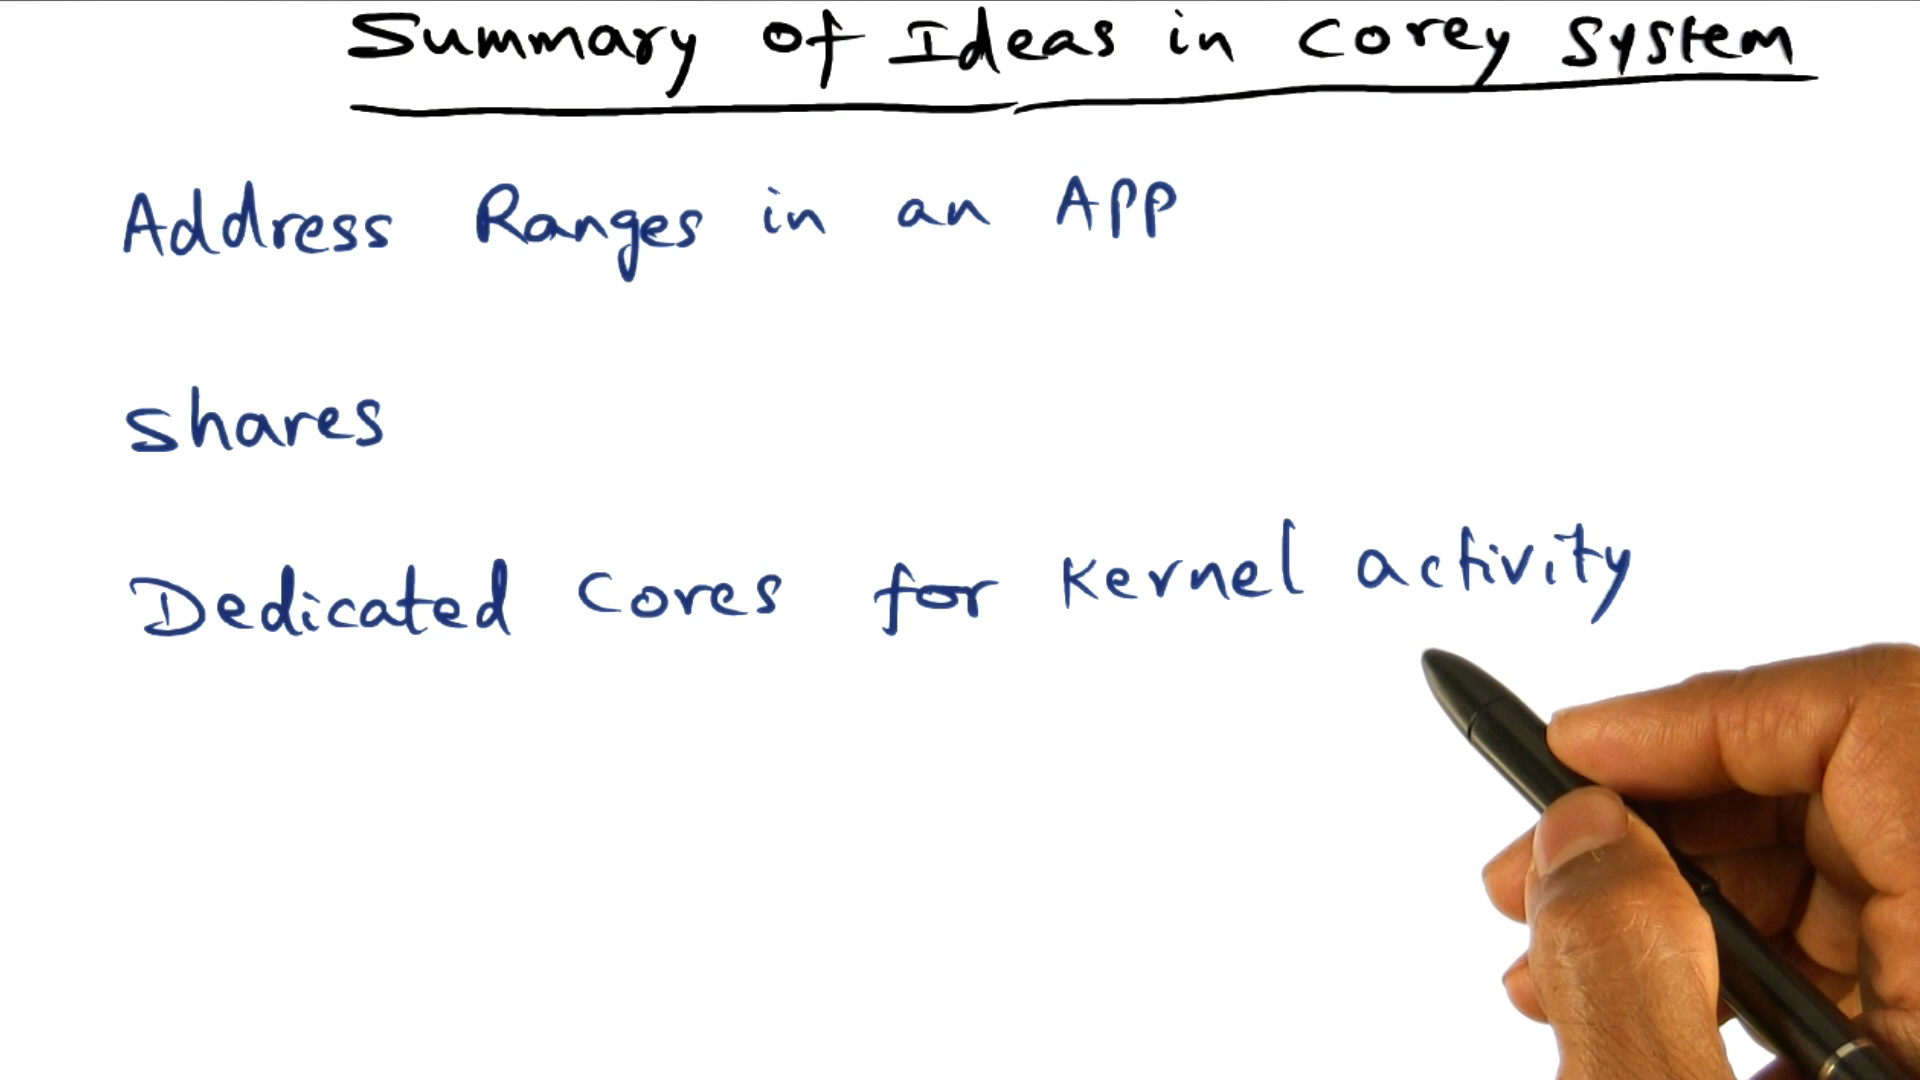 Summary of Ideas in Corey System
Address Ranges in an App
shares
Dedicated Cores for Kernel activity